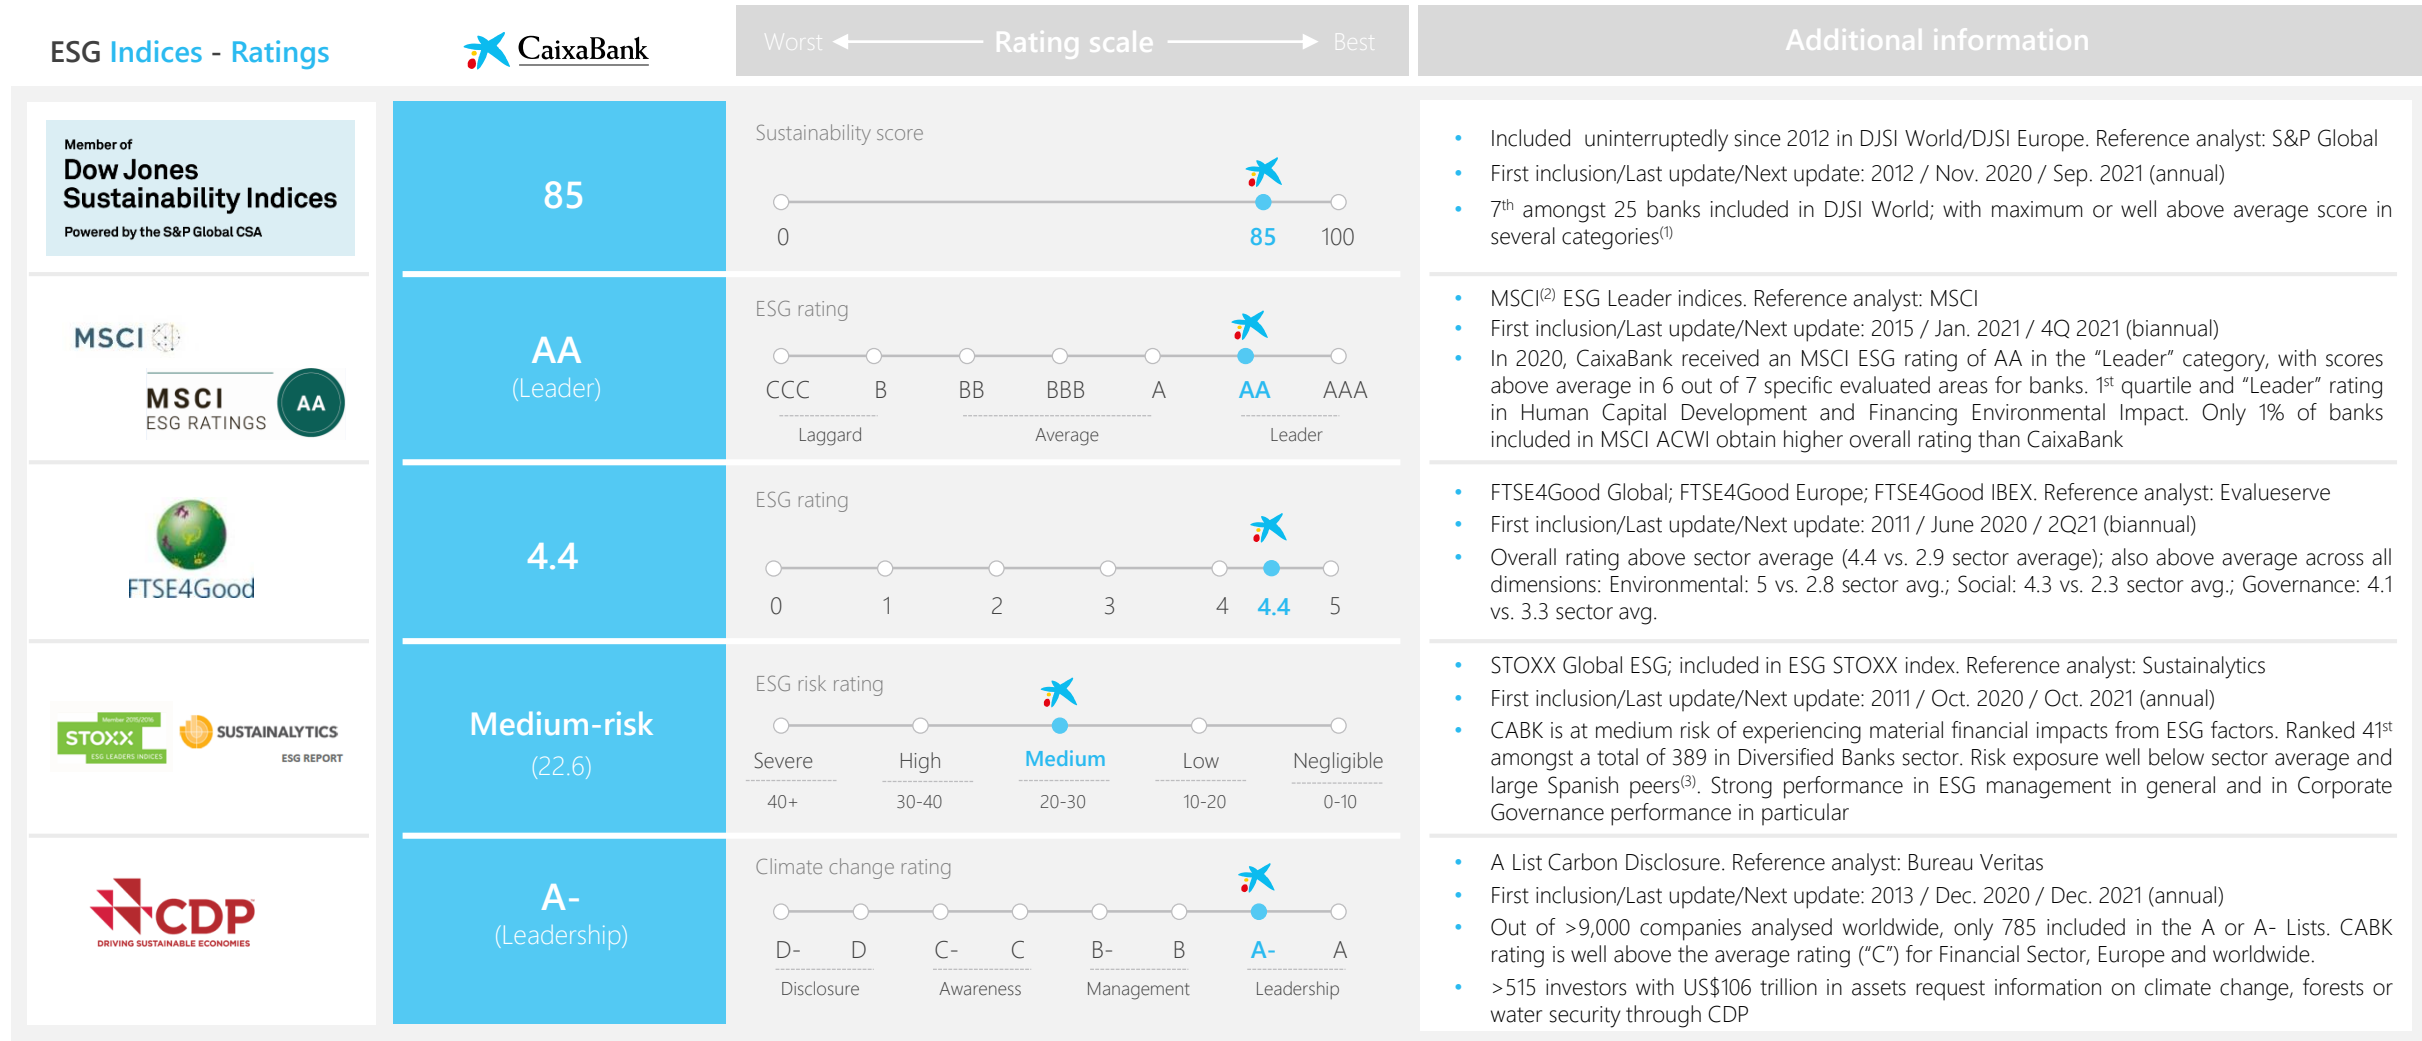 ESG Indices - Ratings
CaixaBank
Worst
Rating scale
Best
Additional information
Member of
Dow Jones
Sustainability Indices
Powered by the S&P Global CSA
85
Sustainability score
0
85
100
• Included uninterruptedly since 2012 in DJSI World/DJSI Europe. Reference analyst: S&P Global
• First inclusion/Last update/Next update: 2012 / Nov. 2020 / Sep. 2021 (annual)
• 7th amongst 25 banks included in DJSI World; with maximum or well above average score in
several categories(1)
MSCI
MSCI
ESG RATINGS
AA
AA
(Leader)
ESG rating
CCC B BB BBB A AA AAA
Laggard Average Leader
• MSCI(2) ESG Leader indices. Reference analyst: MSCI
• First inclusion/Last update/Next update: 2015 / Jan. 2021 / 4Q 2021 (biannual)
• In 2020, CaixaBank received an MSCI ESG rating of AA in the “Leader” category, with scores
above average in 6 out of 7 specific evaluated areas for banks. 1st quartile and “Leader” rating
in Human Capital Development and Financing Environmental Impact. Only 1% of banks
included in MSCI ACWI obtain higher overall rating than CaixaBank
FTSE4Good
4.4
ESG rating
0 1 2 3 4 4.4 5
• FTSE4Good Global; FTSE4Good Europe; FTSE4Good IBEX. Reference analyst: Evalueserve
• First inclusion/Last update/Next update: 2011 / June 2020 / 2Q21 (biannual)
• Overall rating above sector average (4.4 vs. 2.9 sector average); also above average across all
dimensions: Environmental: 5 vs. 2.8 sector avg.; Social: 4.3 vs. 2.3 sector avg.; Governance: 4.1
vs. 3.3 sector avg.
Member 2015/2016
STOXX
ESG LEADERS INDICES
SUSTAINALYTICS
ESG REPORT
Medium-risk
(22.6)
ESG risk rating
Severe High Medium Low Negligible
40+ 30-40 20-30 10-20 0-10
• STOXX Global ESG; included in ESG STOXX index. Reference analyst: Sustainalytics
• First inclusion/Last update/Next update: 2011 / Oct. 2020 / Oct. 2021 (annual)
• CABK is at medium risk of experiencing material financial impacts from ESG factors. Ranked 41st
amongst a total of 389 in Diversified Banks sector. Risk exposure well below sector average and
large Spanish peers(3). Strong performance in ESG management in general and in Corporate
Governance performance in particular
CDP
DRIVING SUSTAINABLE ECONOMIES
A-
(Leadership)
Climate change rating
D- D C- C B- B A- A
Disclosure Awareness Management Leadership
• A List Carbon Disclosure. Reference analyst: Bureau Veritas
• First inclusion/Last update/Next update: 2013 / Dec. 2020 / Dec. 2021 (annual)
• Out of >9,000 companies analysed worldwide, only 785 included in the A or A- Lists. CABK
rating is well above the average rating (“C”) for Financial Sector, Europe and worldwide.
• >515 investors with US$106 trillion in assets request information on climate change, forests or
water security through CDP